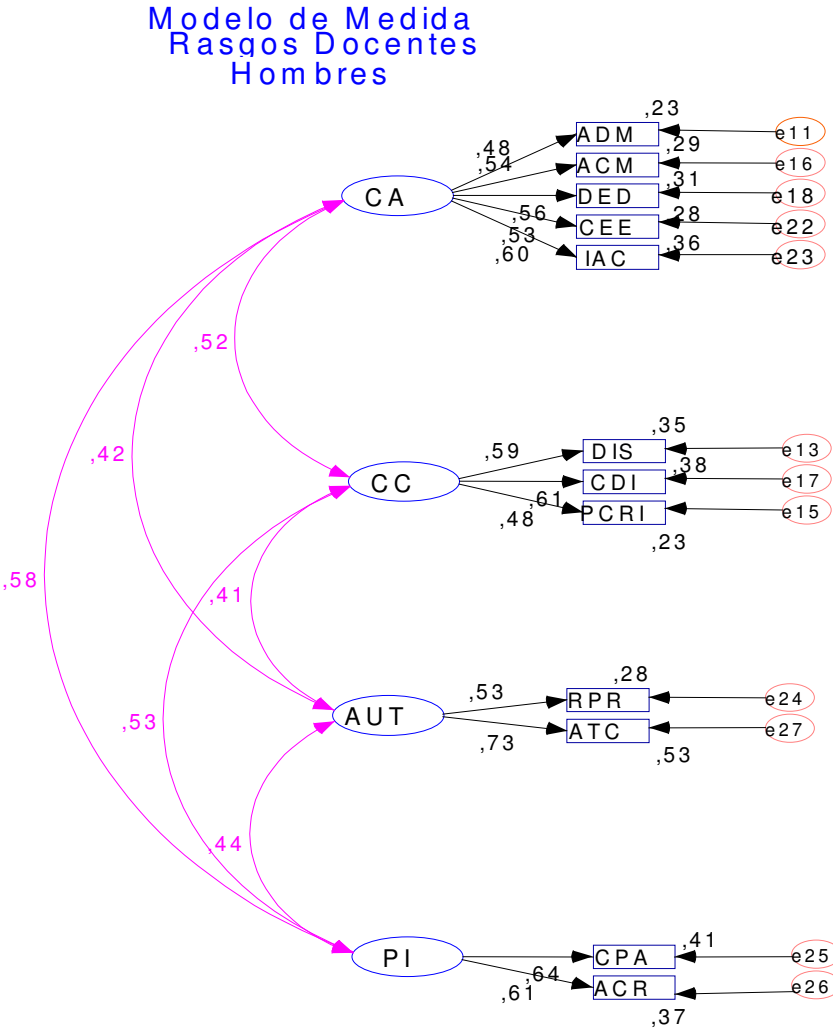 Modelo de Medida
Rasgos Docentes
Hombres
,23
ADM
e11
,48
,29
,54
ACM
e16
,31
CA
DED
e18
,56
,28
CEE
e22
,53
,36
,60
IAC
e23
,52
,35
,59
DIS
e13
,42
,38
CC
CDI
e17
,61
,48
PCRI
e15
,23
,58
,41
,28
,53
RPR
e24
,53
AUT
ATC
e27
,73
,53
,44
,41
PI
CPA
e25
,64
,61
ACR
e26
,37